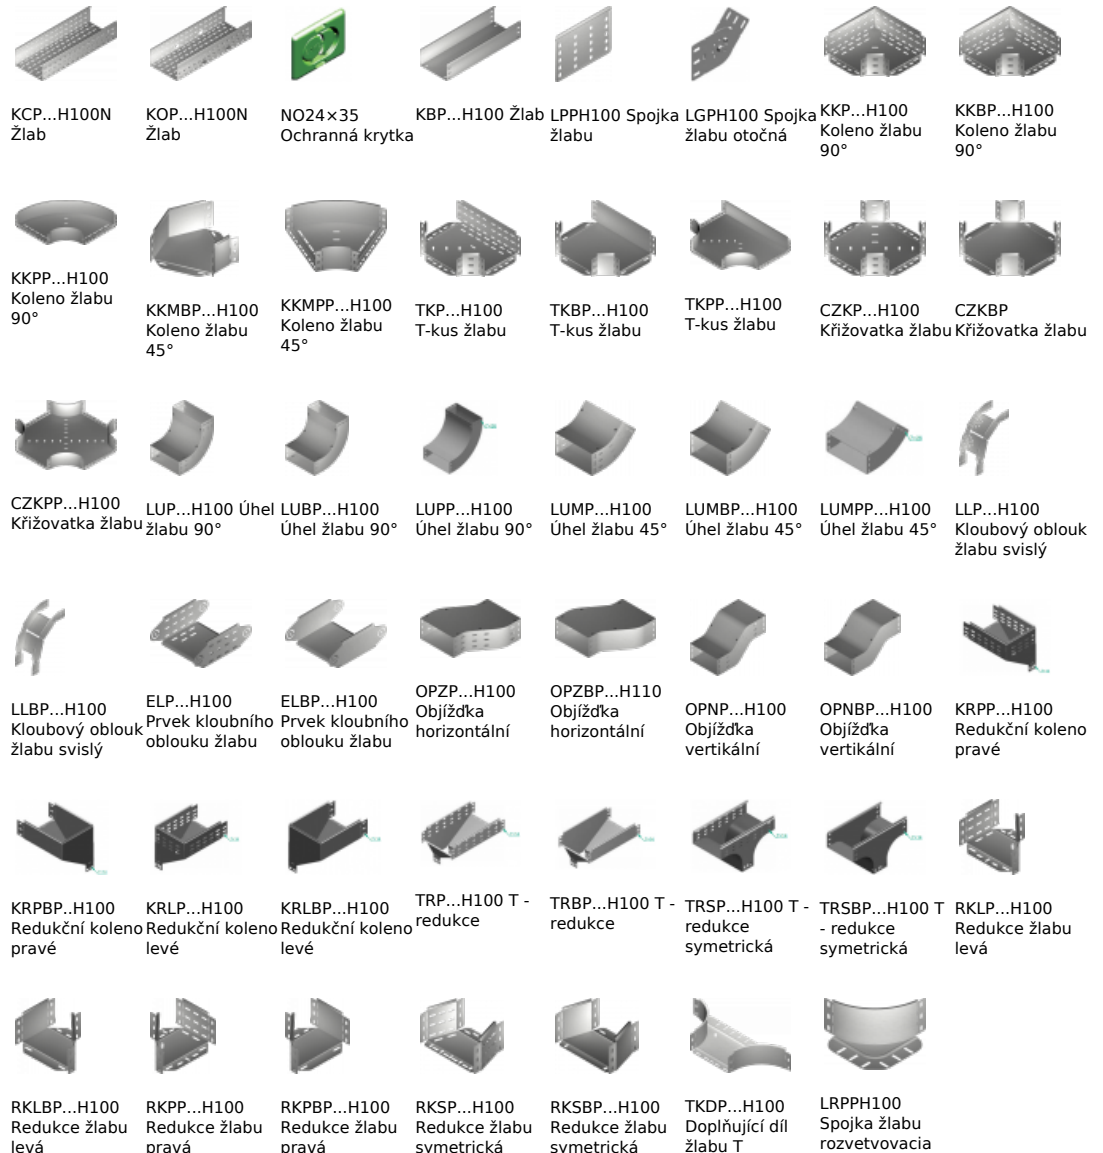 KCP...H100N
Žlab
KOP...H100N
Žlab
NO24×35
Ochranná krytka
KBP...H100 Žlab
LPPH100 Spojka
žlabu
LGPH100 Spojka
žlabu otočná
KKP...H100
Koleno žlabu
90°
KKBP...H100
Koleno žlabu
90°
KKPP...H100
Koleno žlabu
90°
KKMBP...H100
Koleno žlabu
45°
KKMPP...H100
Koleno žlabu
45°
TKP...H100
T-kus žlabu
TKBP...H100
T-kus žlabu
TKPP...H100
T-kus žlabu
CZKP...H100
Křižovatka žlabu
CZKBP
Křižovatka žlabu
CZKPP...H100
Křižovatka žlabu
LUP...H100 Úhel
žlabu 90°
LUBP...H100
Úhel žlabu 90°
LUPP...H100
Úhel žlabu 90°
LUMP...H100
Úhel žlabu 45°
LUMBP...H100
Úhel žlabu 45°
LUMPP...H100
Úhel žlabu 45°
LLP...H100
Kloubový oblouk
žlabu svislý
LLBP...H100
Kloubový oblouk
žlabu svislý
ELP...H100
Prvek kloubního
oblouku žlabu
ELBP...H100
Prvek kloubního
oblouku žlabu
OPZP...H100
Objížďka
horizontální
OPZBP...H110
Objížďka
horizontální
OPNP...H100
Objížďka
vertikální
OPNBP...H100
Objížďka
vertikální
KRPP...H100
Redukční koleno
pravé
KRPBP..H100
Redukční koleno
pravé
KRLP...H100
Redukční koleno
levé
KRLBP...H100
Redukční koleno
levé
TRP...H100 T -
redukce
TRBP...H100 T -
redukce
TRSP...H100 T -
redukce
symetrická
TRSBP...H100 T
- redukce
symetrická
RKLP...H100
Redukce žlabu
levá
RKLBP...H100
Redukce žlabu
levá
RKPP...H100
Redukce žlabu
pravá
RKPBP...H100
Redukce žlabu
pravá
RKSP...H100
Redukce žlabu
symetrická
RKSBP...H100
Redukce žlabu
symetrická
TKDP...H100
Doplňující díl
žlabu T
LRPPH100
Spojka žlabu
rozvetvovacia